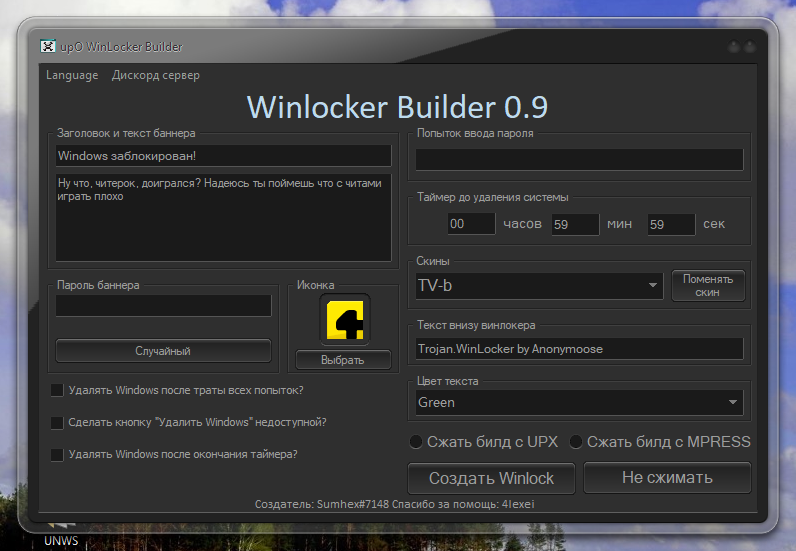 upO WinLocker Builder
Language Дискорд сервер
Winlocker Builder 0.9
Заголовок и текст баннера
Windows заблокирован!
Ну что, читерок, доигрался? Надеюсь ты поймешь что с читами
играть плохо
Пароль баннера
Случайный
Иконка
Выбрать
Удалять Windows после траты всех попыток?
Сделать кнопку "Удалить Windows" недоступной?
Удалять Windows после окончания таймера?
Попыток ввода пароля
Таймер до удаления системы
00 часов 59 мин 59 сек
Скины
TV-b
Поменять
скин
Текст внизу винлокера
Trojan.WinLocker by Anonymoose
Цвет текста
Green
Сжать билд с UPX Сжать билд с MPRESS
Создать Winlock Не сжимать
Создатель: Sumhex#7148 Спасибо за помощь: 4lexei
UNWS